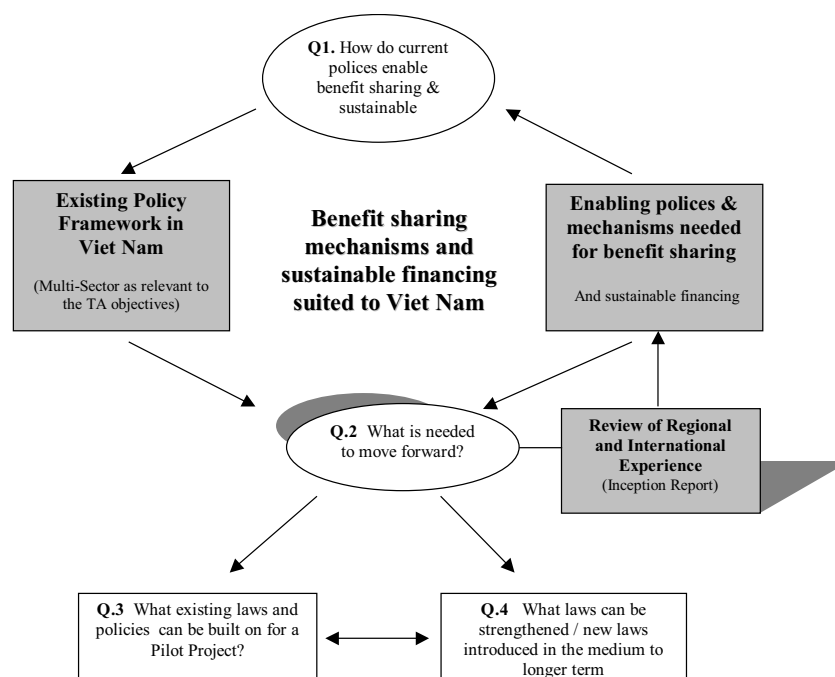 Q1. How do current
polices enable
benefit sharing &
sustainable
Existing Policy
Framework in
Viet Nam
(Multi-Sector as relevant to
the TA objectives)
Benefit sharing
mechanisms and
sustainable financing
suited to Viet Nam
Enabling polices &
mechanisms needed
for benefit sharing
And sustainable financing
Q.2 What is needed
to move forward?
Review of Regional
and International
Experience
(Inception Report)
Q.3 What existing laws and
policies can be built on for a
Pilot Project?
Q.4 What laws can be
strengthened / new laws
introduced in the medium to
longer term